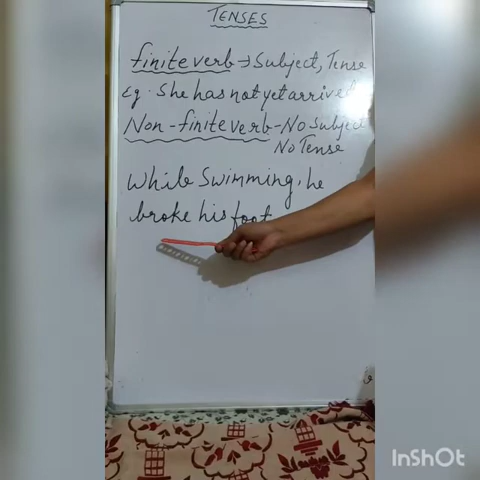 TENSES
finite verb → Subject, Tense
eg. She has not yet arrived
Non-finite verb - No Subject
No Tense
While Swimming, he
broke his foot
InShOt